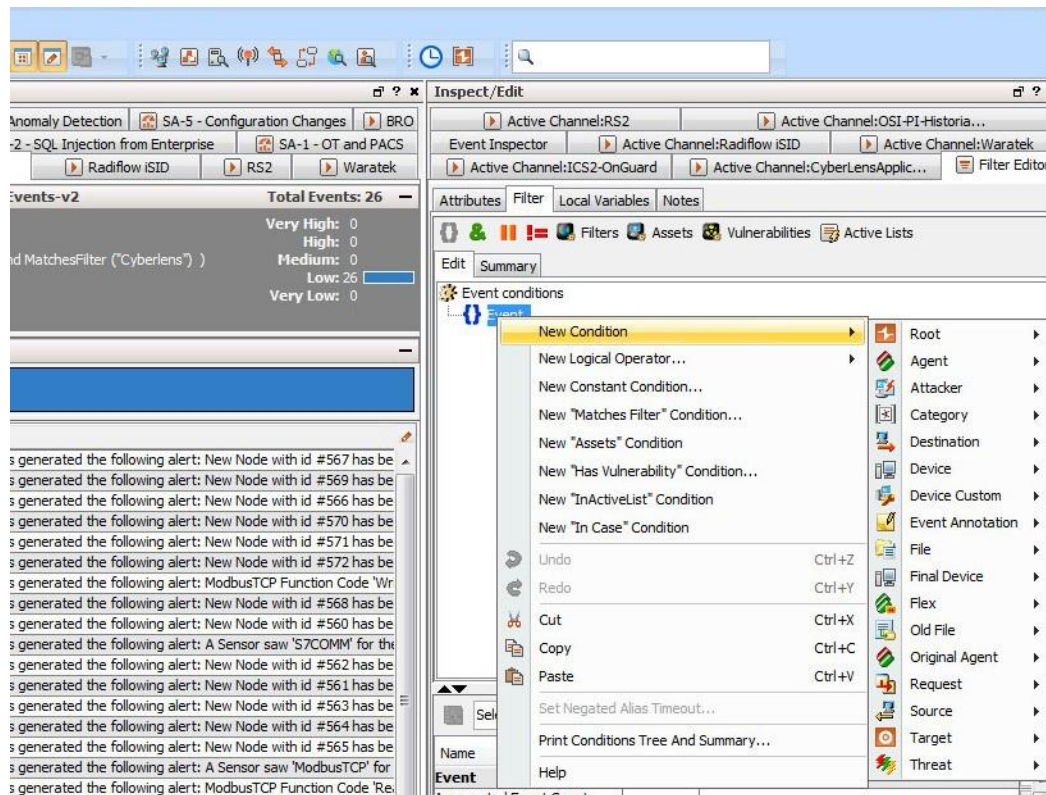 Inspect/Edit
Anomaly Detection SA-5 - Configuration Changes BRO
-2 - SQL Injection from Enterprise SA-1 - OT and PACS
Radiflow iSID RS2 Waratek
Events-v2 Total Events: 26
Very High: 0
High: 0
nd MatchesFilter ("Cyberlens") ) Medium: 0
Low: 26
Very Low: 0
s generated the following alert: New Node with id #567 has be
s generated the following alert: New Node with id #569 has be
s generated the following alert: New Node with id #566 has be
s generated the following alert: New Node with id #570 has be
s generated the following alert: New Node with id #571 has be
s generated the following alert: New Node with id #572 has be
s generated the following alert: ModbusTCP Function Code 'Wr
s generated the following alert: New Node with id #568 has be
s generated the following alert: New Node with id #560 has be
s generated the following alert: A Sensor saw 'S7COMM' for the
s generated the following alert: New Node with id #562 has be
s generated the following alert: New Node with id #561 has be
s generated the following alert: New Node with id #563 has be
s generated the following alert: New Node with id #564 has be
s generated the following alert: New Node with id #565 has be
s generated the following alert: A Sensor saw 'ModbusTCP' for
s generated the following alert: ModbusTCP Function Code 'Re
Active Channel:RS2 Active Channel:OSI-PI-Historia...
Event Inspector Active Channel:Radiflow iSID Active Channel:Waratek
Active Channel:ICS2-OnGuard Active Channel:CyberLensApplic... Filter Editor
Attributes Filter Local Variables Notes
Filters Assets Vulnerabilities Active Lists
Edit Summary
Event conditions
Event
New Condition
New Logical Operator...
New Constant Condition...
New "Matches Filter" Condition...
New "Assets" Condition
New "Has Vulnerability" Condition...
New "InActiveList" Condition
New "In Case" Condition
Undo Ctrl+Z
Redo Ctrl+Y
Cut Ctrl+X
Copy Ctrl+C
Paste Ctrl+V
Set Negated Alias Timeout...
Print Conditions Tree And Summary...
Help
Root
Agent
Attacker
Category
Destination
Device
Device Custom
Event Annotation
File
Final Device
Flex
Old File
Original Agent
Request
Source
Target
Threat
Sel
Name
Event